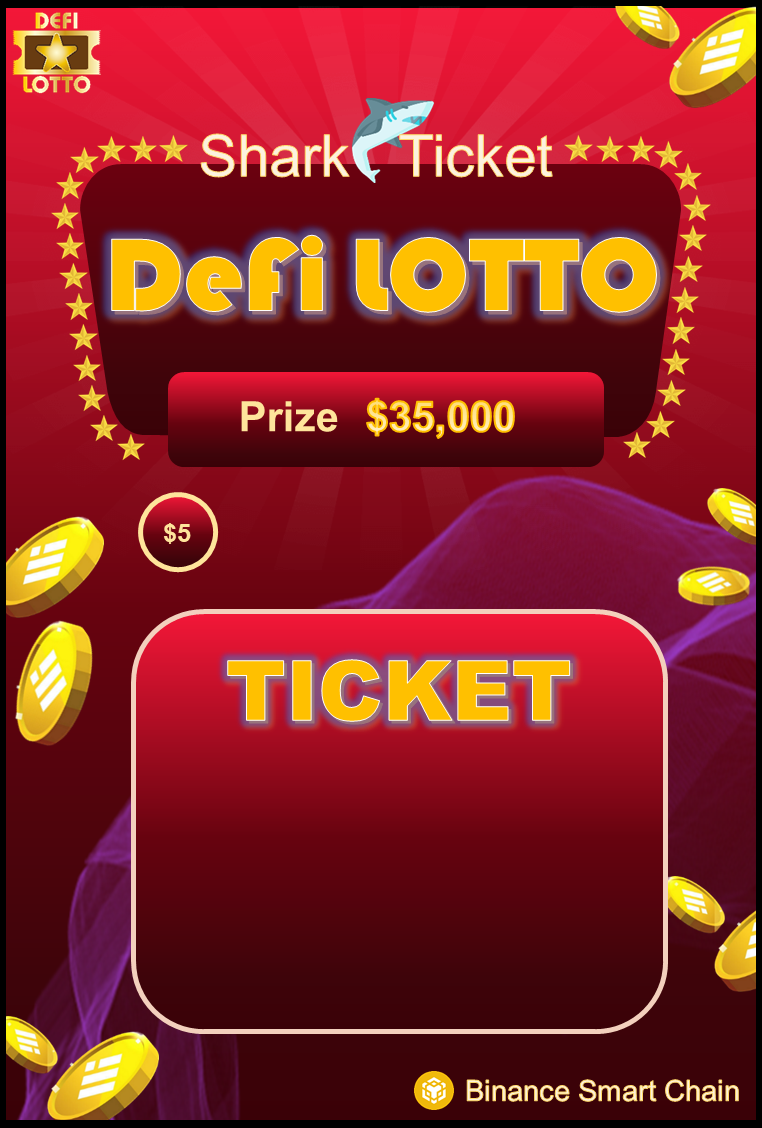 DEFI
LOTTO
Shark Ticket
DeFi LOTTO
Prize $35,000
$5
TICKET
Binance Smart Chain